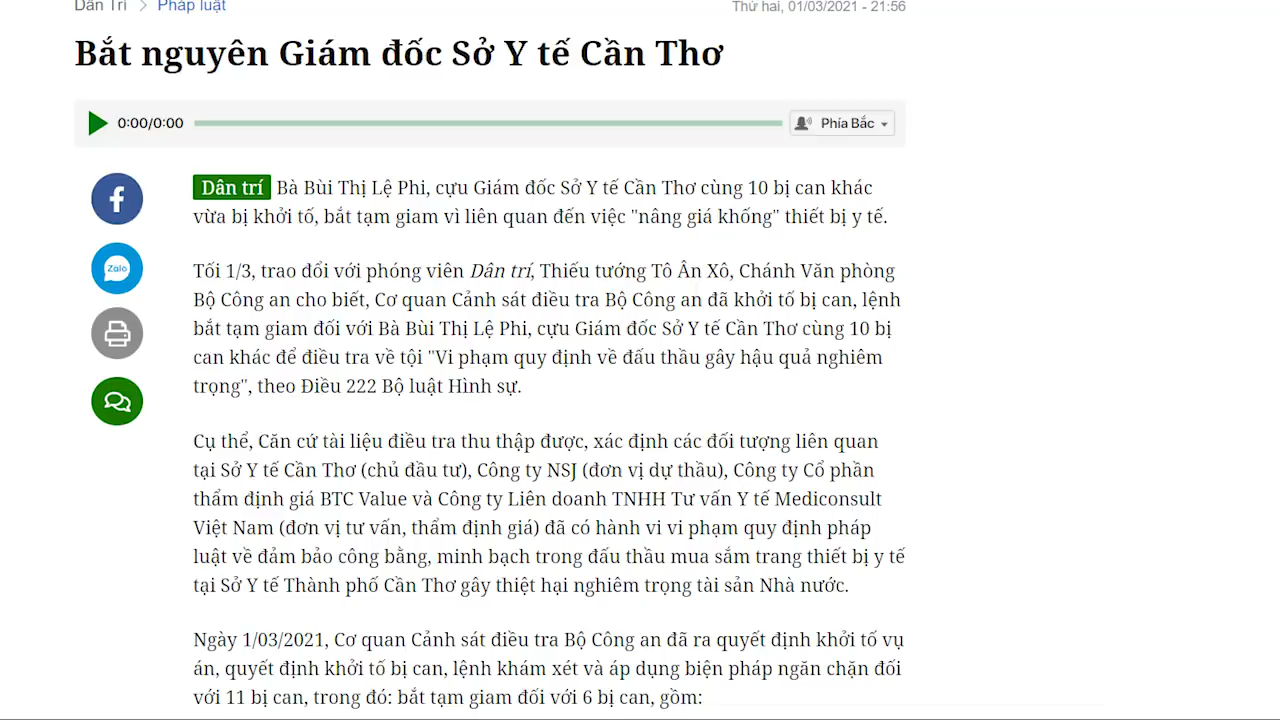 Dân Trí > Pháp luật
Thứ hai, 01/03/2021 - 21:56
Bắt nguyên Giám đốc Sở Y tế Cần Thơ
0:00/0:00
Phía Bắc
Zalo
Dân trí Bà Bùi Thị Lệ Phi, cựu Giám đốc Sở Y tế Cần Thơ cùng 10 bị can khác
vừa bị khởi tố, bắt tạm giam vì liên quan đến việc "nâng giá khống" thiết bị y tế.
Tối 1/3, trao đổi với phóng viên Dân trí, Thiếu tướng Tô Ân Xô, Chánh Văn phòng
Bộ Công an cho biết, Cơ quan Cảnh sát điều tra Bộ Công an đã khởi tố bị can, lệnh
bắt tạm giam đối với Bà Bùi Thị Lệ Phi, cựu Giám đốc Sở Y tế Cần Thơ cùng 10 bị
can khác để điều tra về tội "Vi phạm quy định về đấu thầu gây hậu quả nghiêm
trọng", theo Điều 222 Bộ luật Hình sự.
Cụ thể, Căn cứ tài liệu điều tra thu thập được, xác định các đối tượng liên quan
tại Sở Y tế Cần Thơ (chủ đầu tư), Công ty NSJ (đơn vị dự thầu), Công ty Cổ phần
thẩm định giá BTC Value và Công ty Liên doanh TNHH Tư vấn Y tế Mediconsult
Việt Nam (đơn vị tư vấn, thẩm định giá) đã có hành vi vi phạm quy định pháp
luật về đảm bảo công bằng, minh bạch trong đấu thầu mua sắm trang thiết bị y tế
tại Sở Y tế Thành phố Cần Thơ gây thiệt hại nghiêm trọng tài sản Nhà nước.
Ngày 1/03/2021, Cơ quan Cảnh sát điều tra Bộ Công an đã ra quyết định khởi tố vụ
án, quyết định khởi tố bị can, lệnh khám xét và áp dụng biện pháp ngăn chặn đối
với 11 bị can, trong đó: bắt tạm giam đối với 6 bị can, gồm: